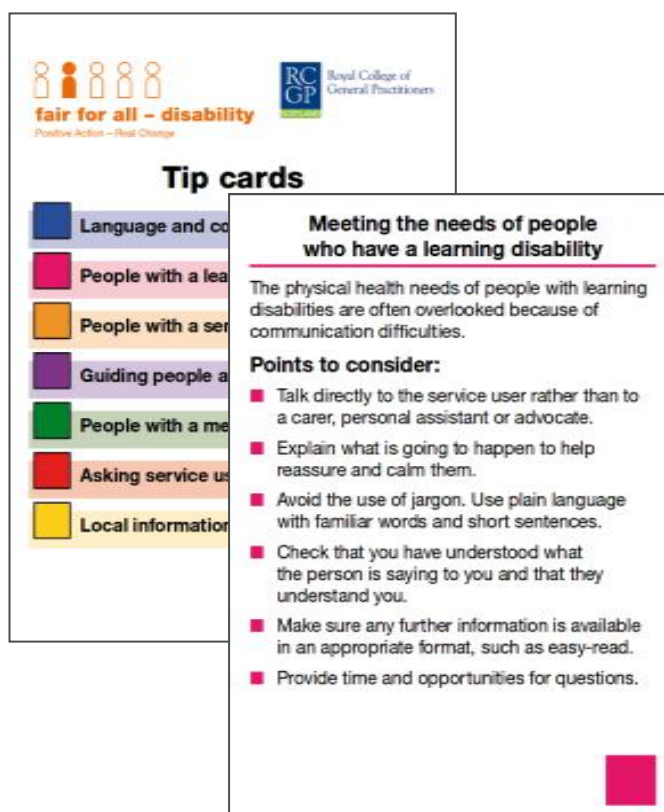 fair for all – disability
Positive Action – Real Change
RC
GP
SCOTLAND
Royal College of
General Practitioners
Tip cards
Language and co
People with a lea
People with a ser
Guiding people a
People with a me
Asking service us
Local information
Meeting the needs of people
who have a learning disability
The physical health needs of people with learning
disabilities are often overlooked because of
communication difficulties.
Points to consider:
Talk directly to the service user rather than to
a carer, personal assistant or advocate.
Explain what is going to happen to help
reassure and calm them.
Avoid the use of jargon. Use plain language
with familiar words and short sentences.
Check that you have understood what
the person is saying to you and that they
understand you.
Make sure any further information is available
in an appropriate format, such as easy-read.
Provide time and opportunities for questions.